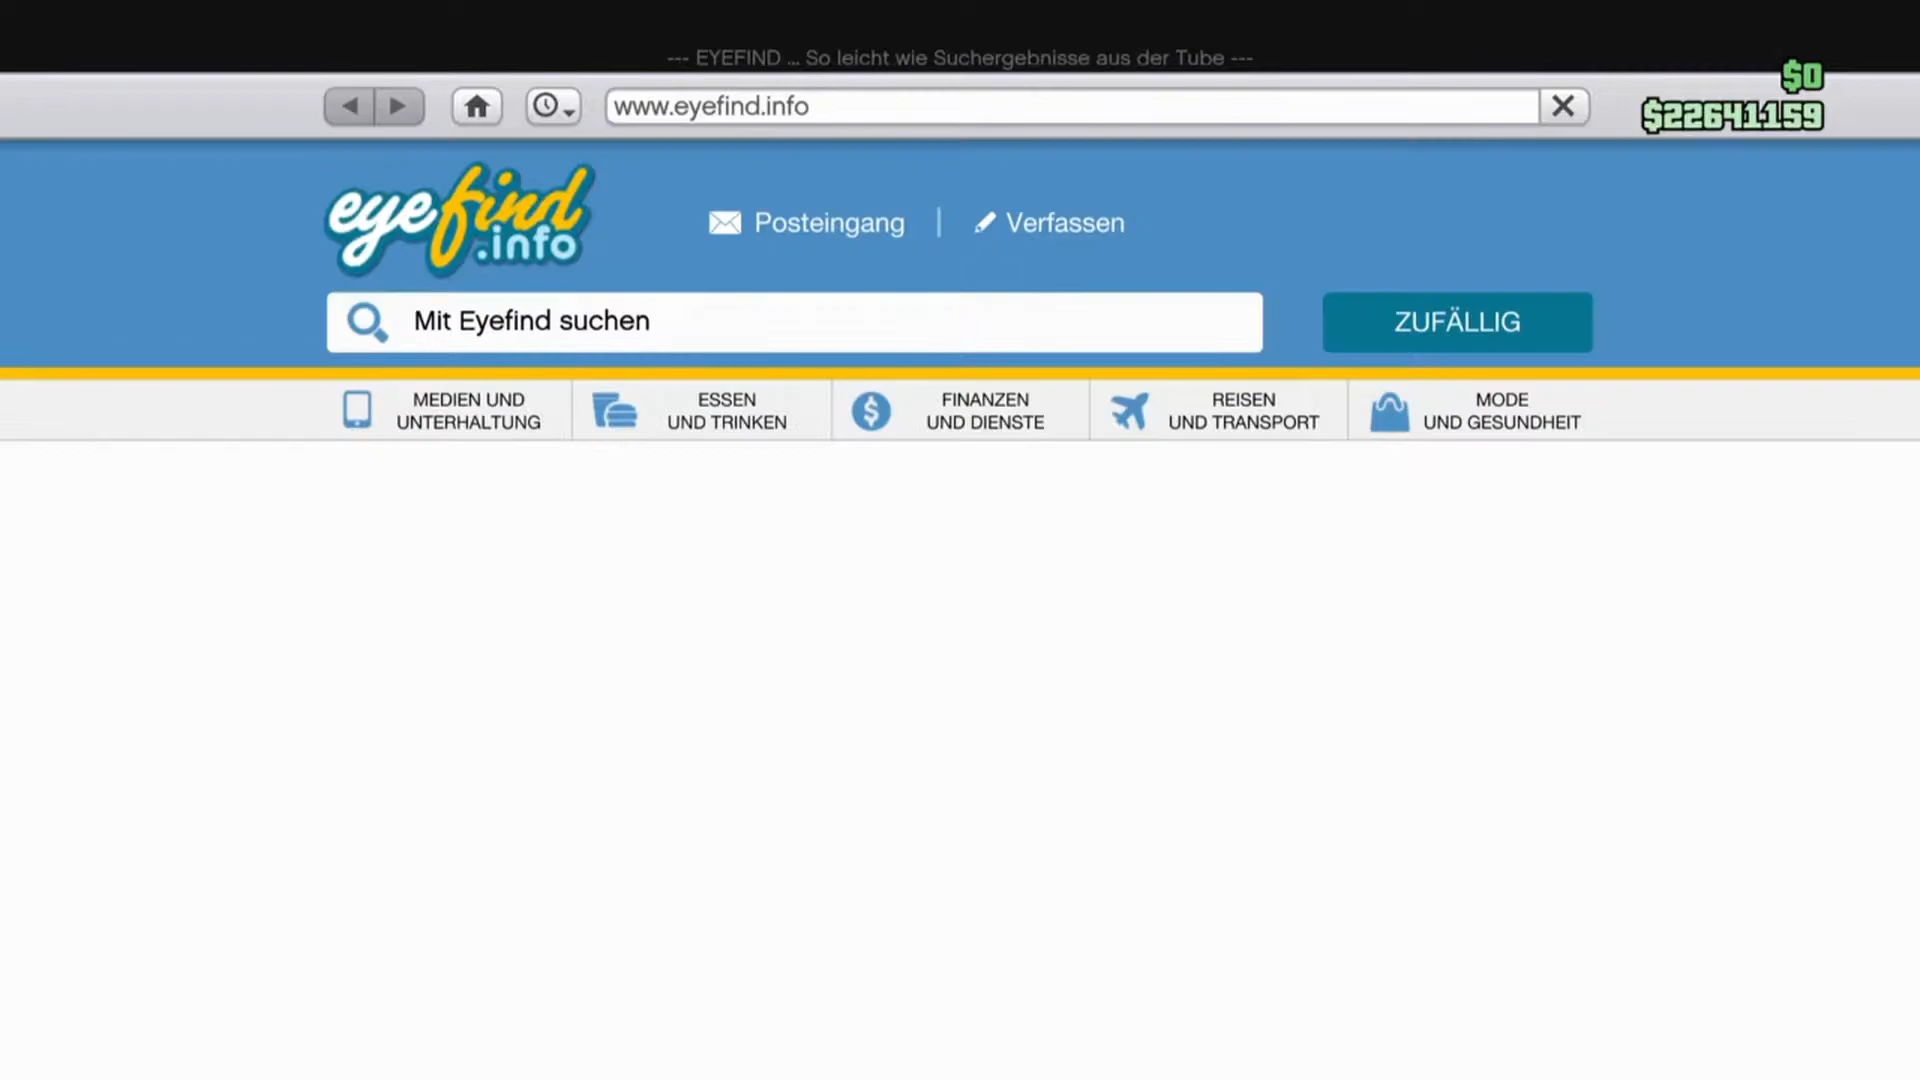 --- EYEFIND ... So leicht wie Suchergebnisse aus der Tube ---
$0
www.eyefind.info
$22641159
eyefind.info
Posteingang
Verfassen
Mit Eyefind suchen
ZUFÄLLIG
MEDIEN UND
UNTERHALTUNG
ESSEN
UND TRINKEN
FINANZEN
UND DIENSTE
REISEN
UND TRANSPORT
MODE
UND GESUNDHEIT